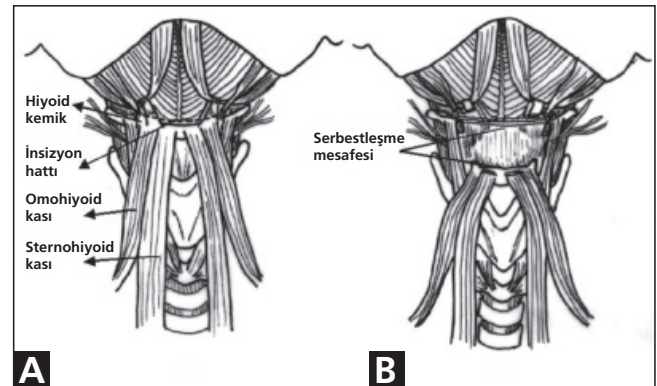 Hiyoid
kemik
İnsizyon
hattı
Omohiyoid
kası
Sternohiyoid
kası
A
Serbestleşme
mesafesi
B